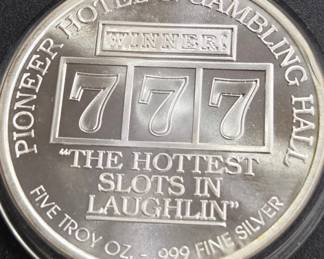 PIONEER HOTEL & GAMBLING HALL
WINNER!
777
"THE HOTTEST
SLOTS IN
LAUGHLIN"
FIVE TROY OZ. - .999 FINE SILVER